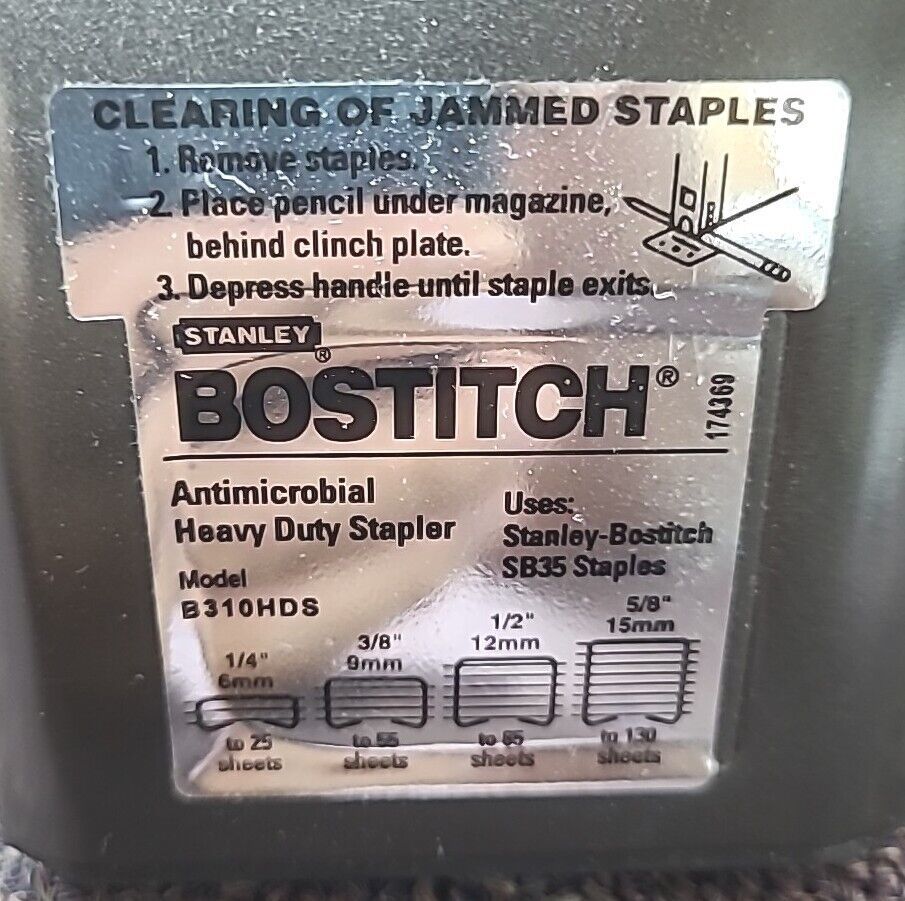 CLEARING OF JAMMED STAPLES
1. Remove staples.
2. Place pencil under magazine,
behind clinch plate.
3. Depress handle until staple exits.
STANLEY
®
BOSTITCH®
174369
Antimicrobial
Heavy Duty Stapler
Model
B310HDS
Uses:
Stanley-Bostitch
SB35 Staples
1/4"
6mm
to 25
sheets
3/8"
9mm
to 55
sheets
1/2"
12mm
to 85
sheets
5/8"
15mm
to 130
sheets